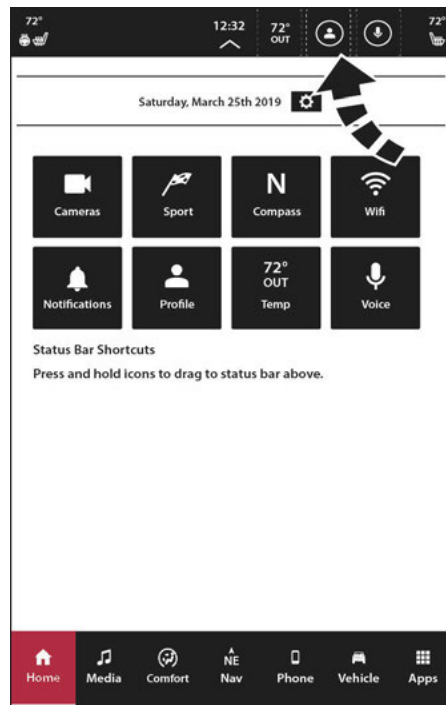 72°
12:32
72°
OUT
72°
Saturday, March 25th 2019
Cameras
Sport
N
Compass
Wifi
Notifications
Profile
72°
OUT
Temp
Voice
Status Bar Shortcuts
Press and hold icons to drag to status bar above.
NE
Home
Media
Comfort
Nav
Phone
Vehicle
Apps